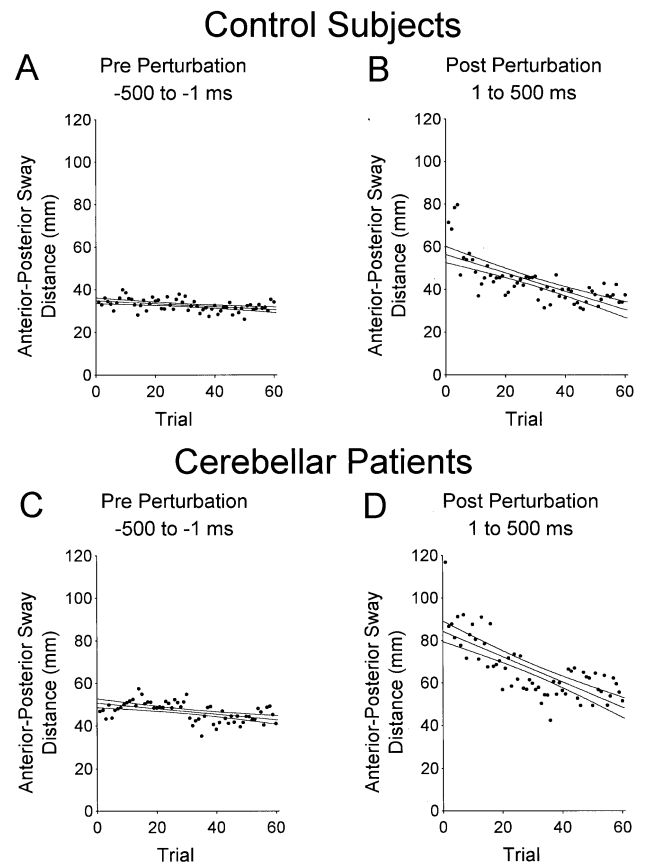 Control Subjects
A
Pre Perturbation
-500 to -1 ms
Anterior-Posterior Sway
Distance (mm)
120
100
80
60
40
20
0
0 20 40 60
Trial
B
Post Perturbation
1 to 500 ms
Anterior-Posterior Sway
Distance (mm)
120
100
80
60
40
20
0
0 20 40 60
Trial
Cerebellar Patients
C
Pre Perturbation
-500 to -1 ms
Anterior-Posterior Sway
Distance (mm)
120
100
80
60
40
20
0
0 20 40 60
Trial
D
Post Perturbation
1 to 500 ms
Anterior-Posterior Sway
Distance (mm)
120
100
80
60
40
20
0
0 20 40 60
Trial